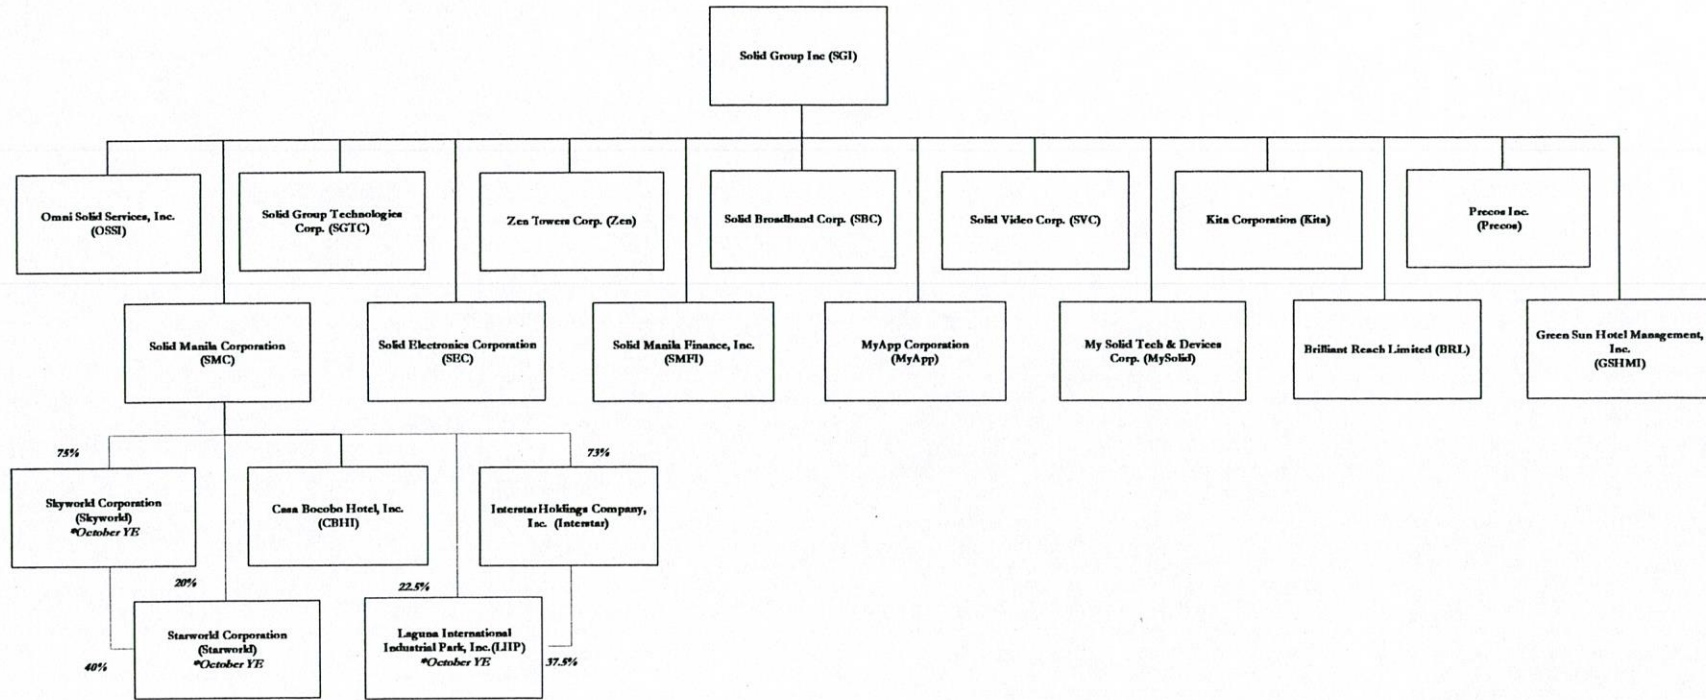 Solid Group Inc (SGI)
Omni Solid Services, Inc.
(OSSI)
Solid Group Technologies
Corp. (SGTC)
Zen Towers Corp. (Zen)
Solid Broadband Corp. (SBC)
Solid Video Corp. (SVC)
Kita Corporation (Kita)
Precos Inc.
(Precos)
Solid Manila Corporation
(SMC)
Solid Electronics Corporation
(SEC)
Solid Manila Finance, Inc.
(SMFI)
MyApp Corporation
(MyApp)
My Solid Tech & Devices
Corp. (MySolid)
Brilliant Reach Limited (BRL)
Green Sun Hotel Management,
Inc.
(GSHMI)
75%
73%
Skyworld Corporation
(Skyworld)
*October YE
Casa Bocobo Hotel, Inc.
(CBHI)
Interstar Holdings Company,
Inc. (Interstar)
20%
22.5%
Starworld Corporation
(Starworld)
*October YE
Laguna International
Industrial Park, Inc.(LIIP)
*October YE
40%
37.5%